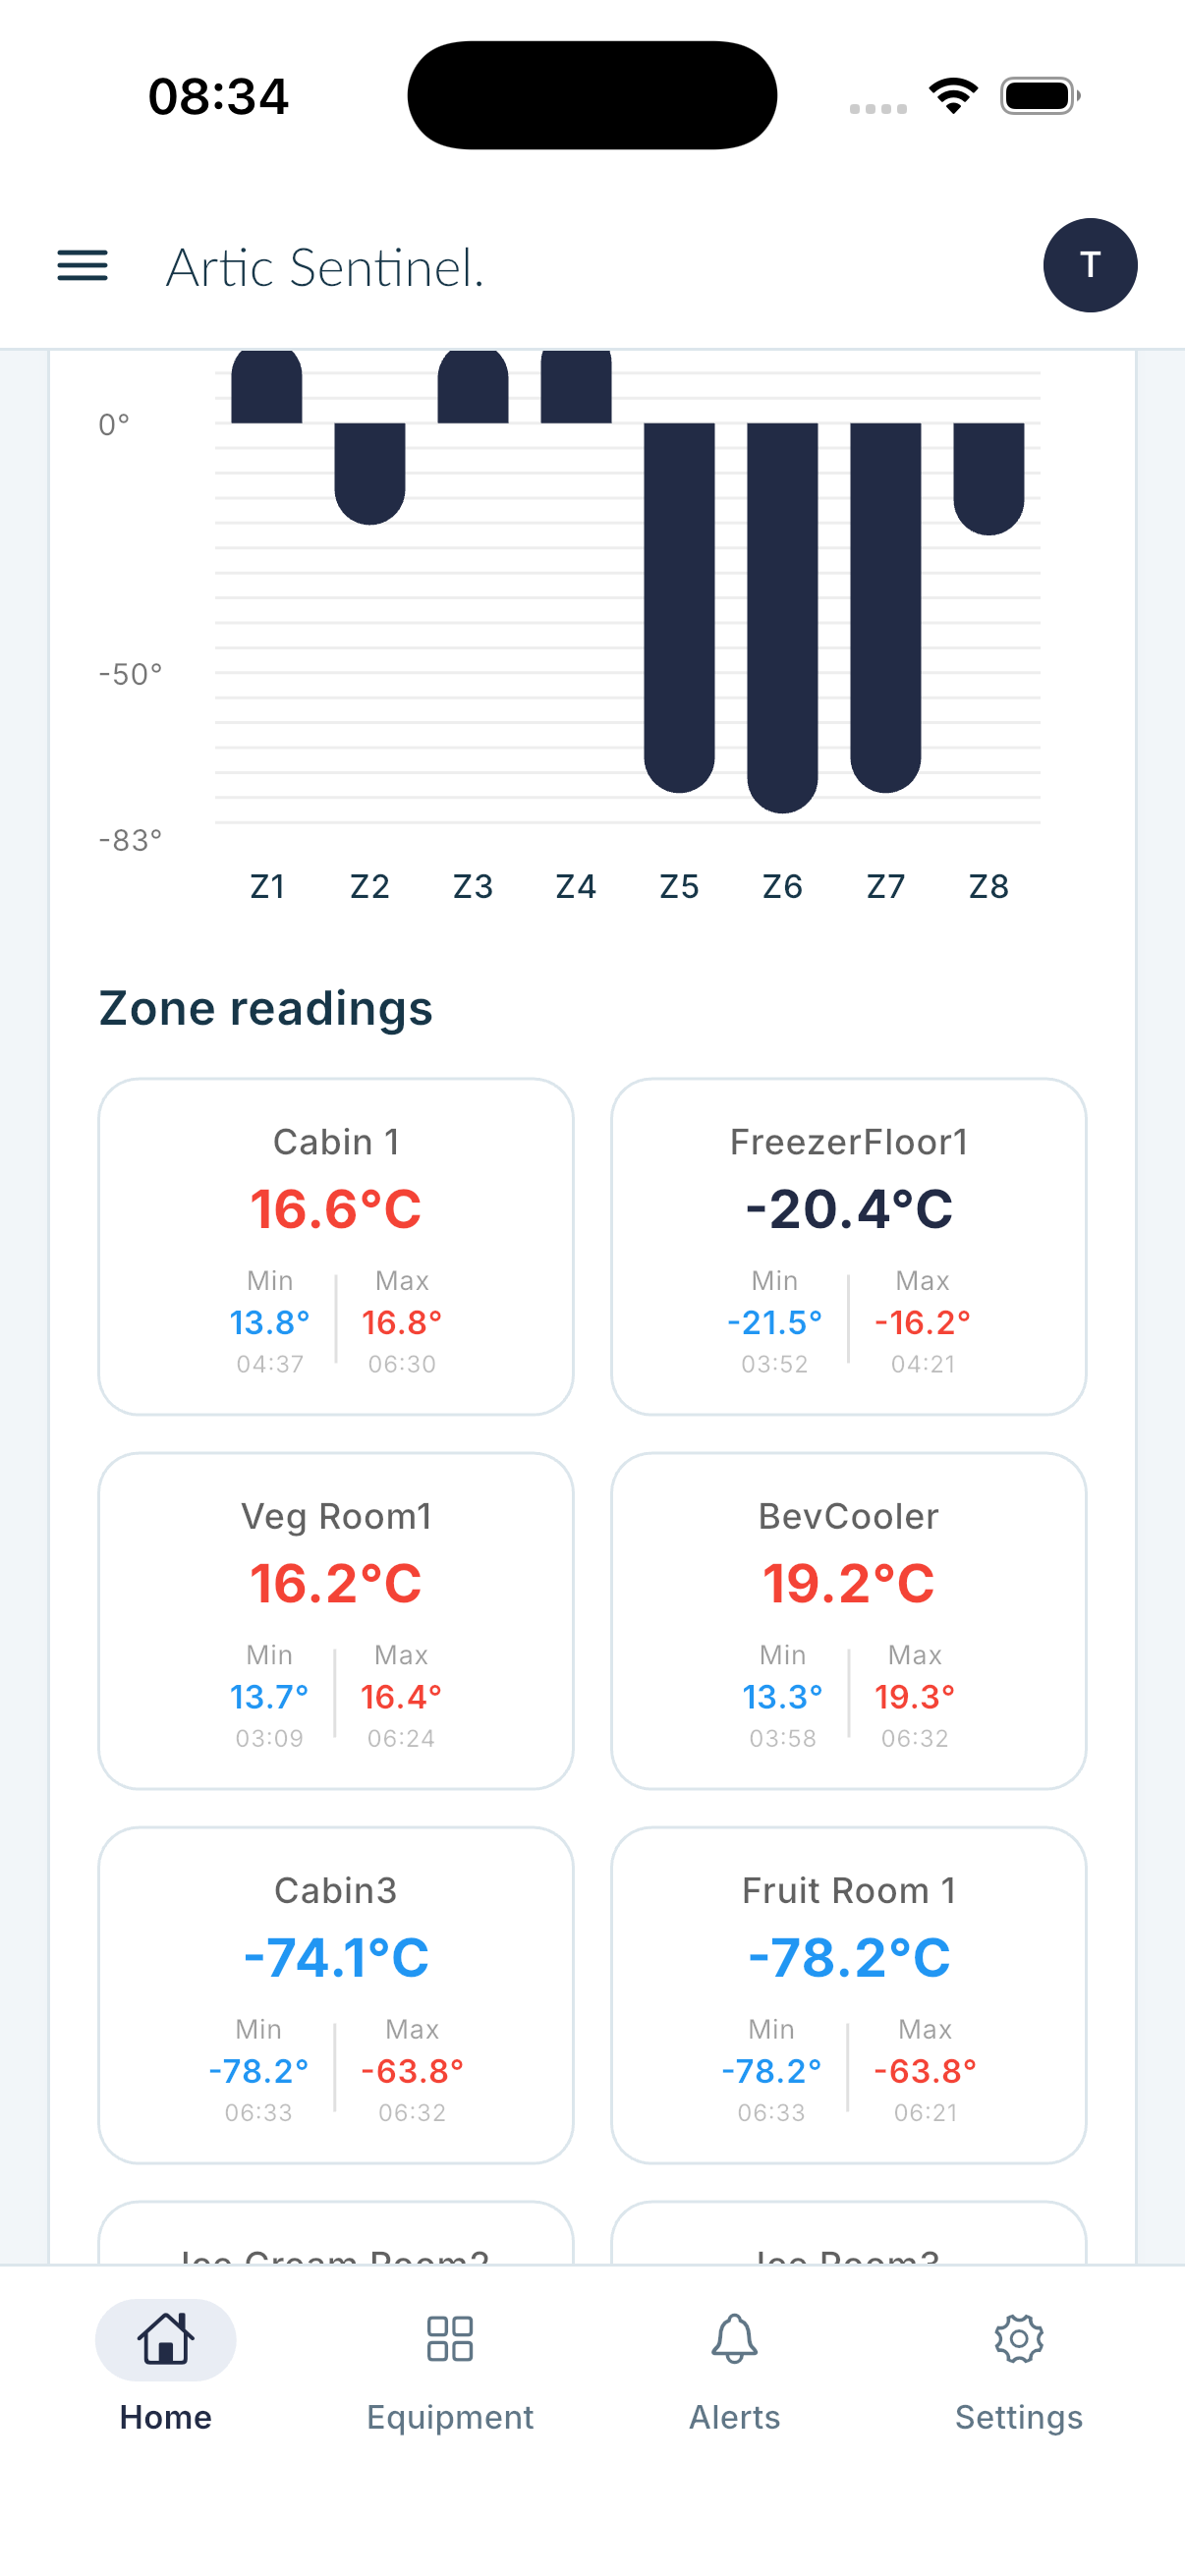 08:34
Artic Sentinel.
T
0°
-50°
-83°
Z1 Z2 Z3 Z4 Z5 Z6 Z7 Z8
Zone readings
Cabin 1
16.6°C
Min Max
13.8° 16.8°
04:37 06:30
FreezerFloor1
-20.4°C
Min Max
-21.5° -16.2°
03:52 04:21
Veg Room1
16.2°C
Min Max
13.7° 16.4°
03:09 06:24
BevCooler
19.2°C
Min Max
13.3° 19.3°
03:58 06:32
Cabin3
-74.1°C
Min Max
-78.2° -63.8°
06:33 06:32
Fruit Room 1
-78.2°C
Min Max
-78.2° -63.8°
06:33 06:21
Ice Cream Room2
Ice Room3
Home Equipment Alerts Settings